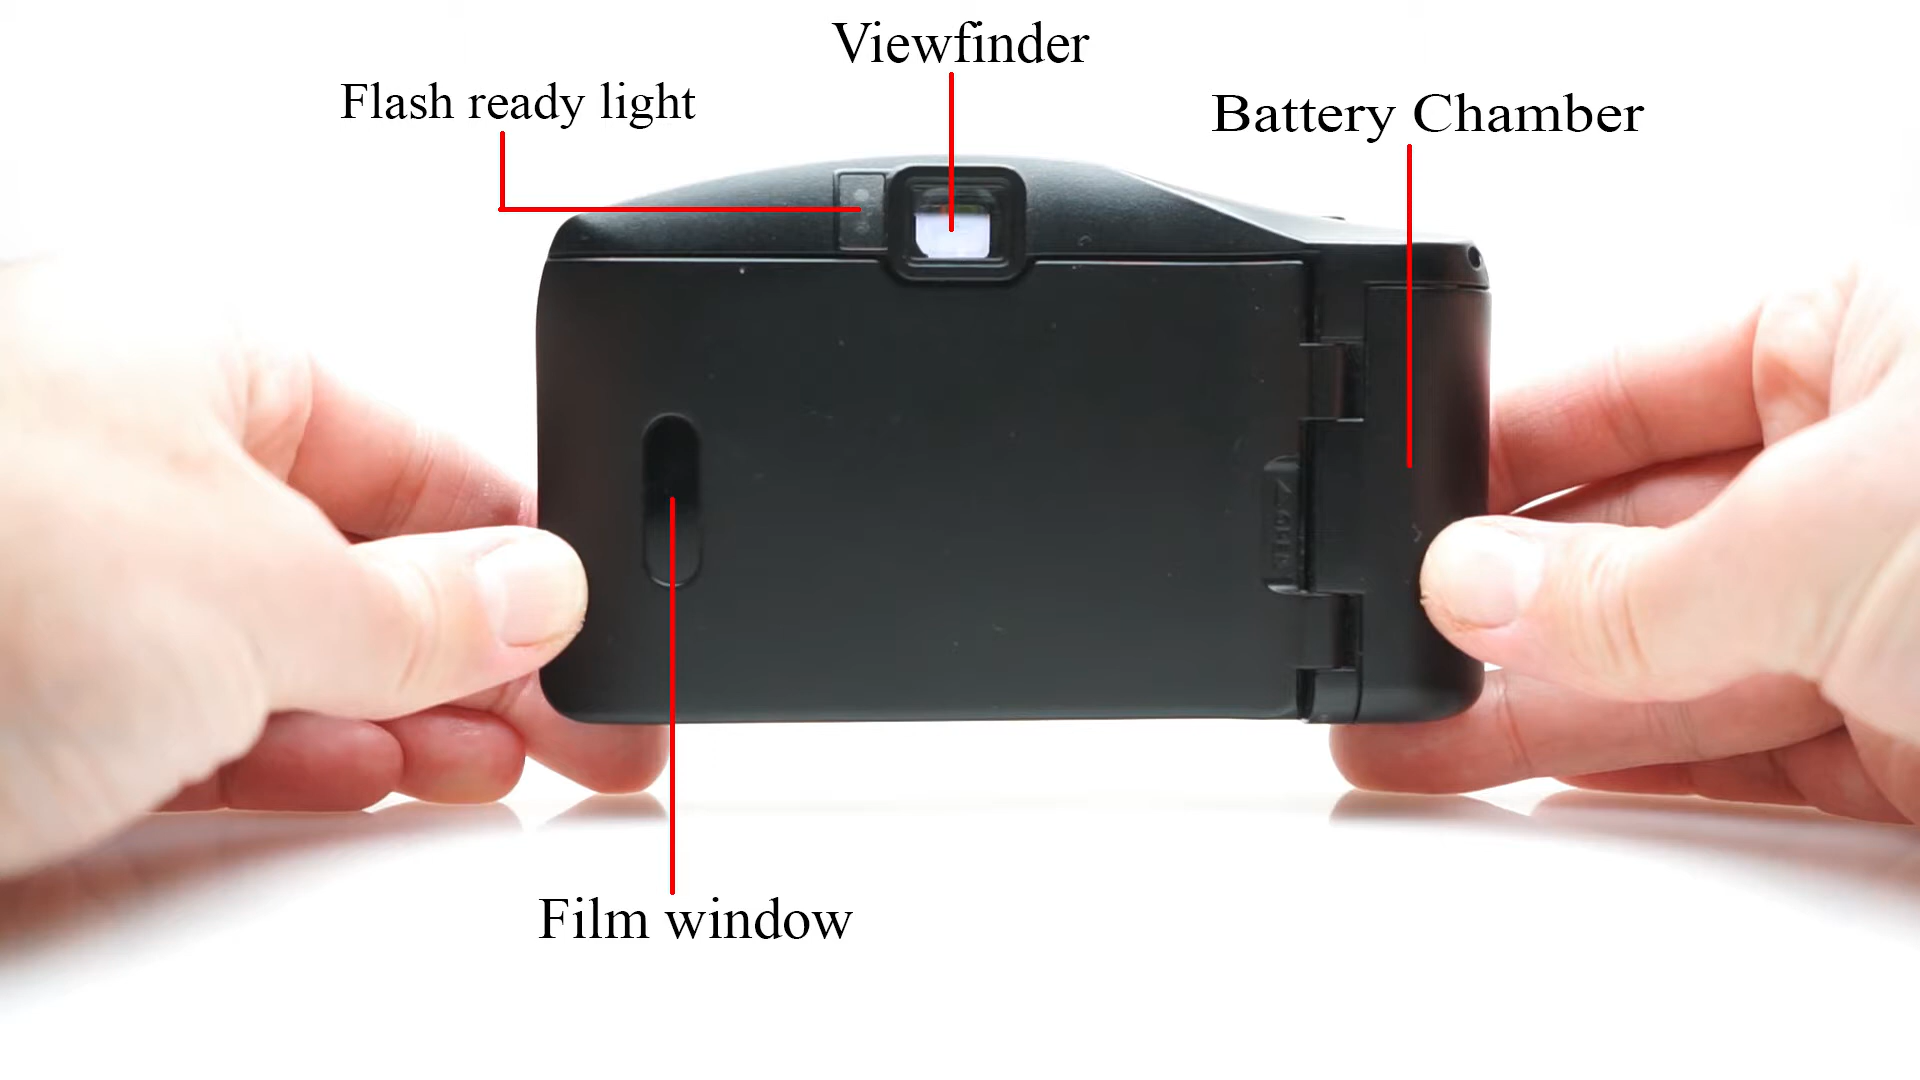 Viewfinder
Flash ready light
Battery Chamber
Film window